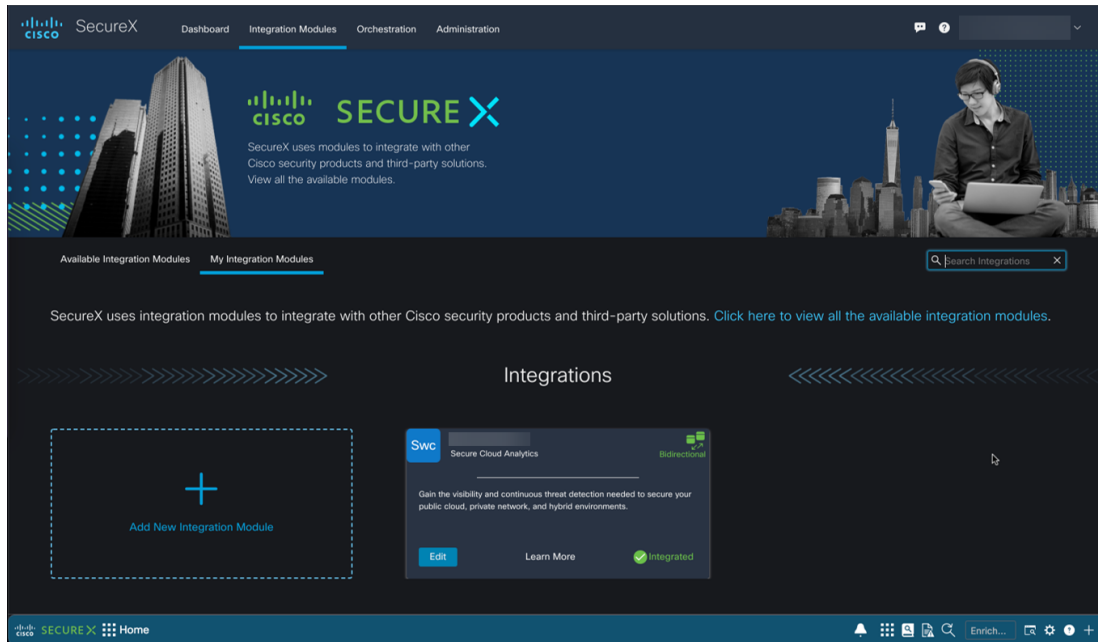 CISCO
SecureX
Dashboard
Integration Modules
Orchestration
Administration
CISCO
SECURE X
SecureX uses modules to integrate with other
Cisco security products and third-party solutions.
View all the available modules.
Available Integration Modules
My Integration Modules
Search Integrations
SecureX uses integration modules to integrate with other Cisco security products and third-party solutions. Click here to view all the available integration modules.
Integrations
Add New Integration Module
Swc
Secure Cloud Analytics
Bidirectional
Gain the visibility and continuous threat detection needed to secure your
public cloud, private network, and hybrid environments.
Edit
Learn More
Integrated
CISCO SECURE X
Home
Enrich...